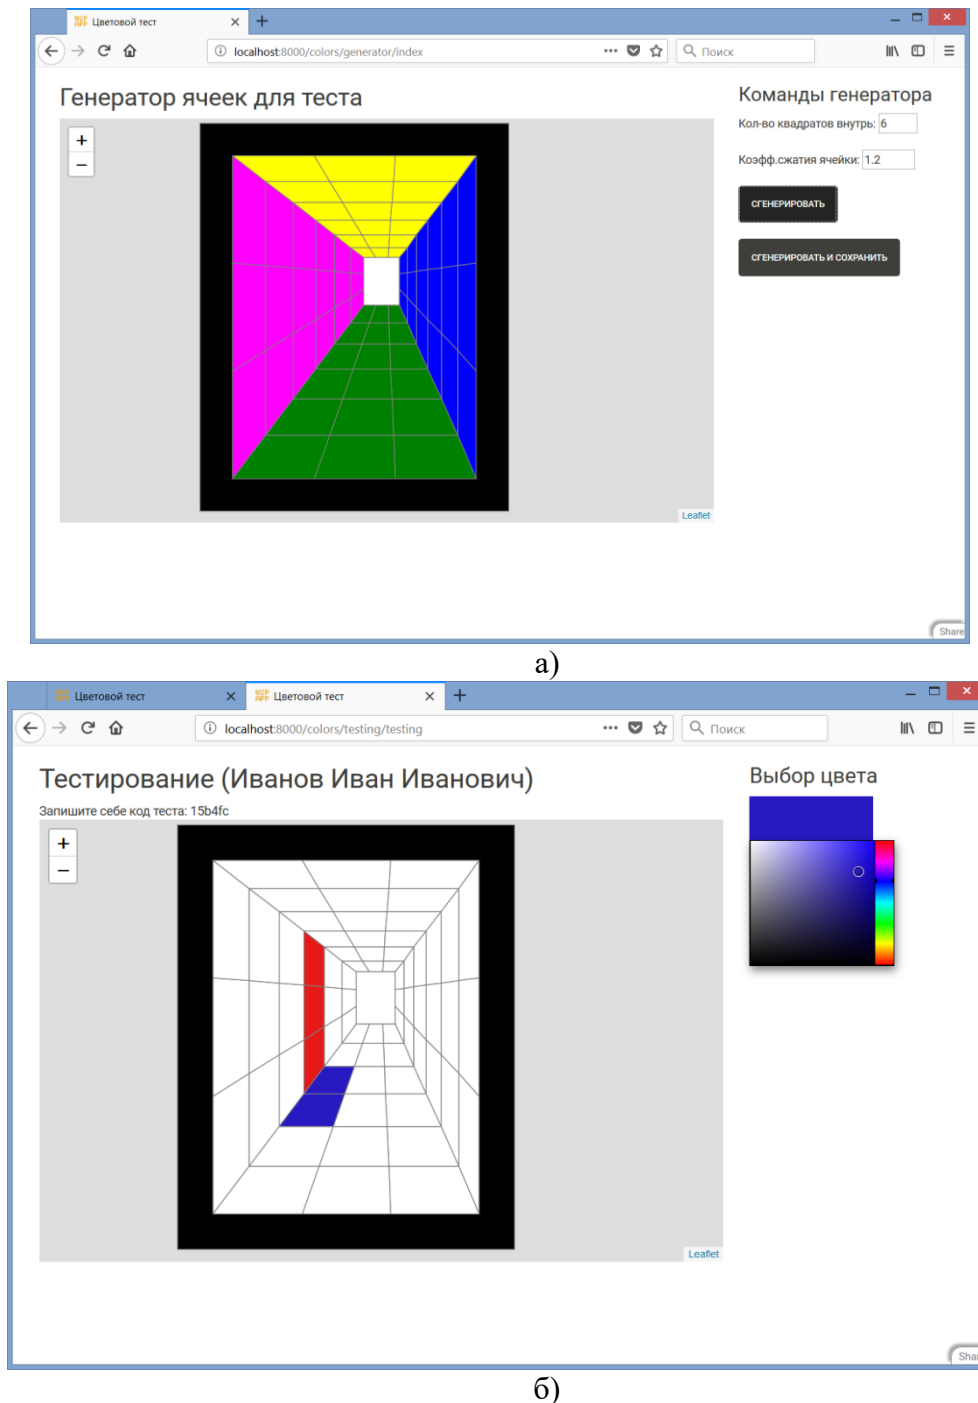 Цветовой тест
localhost:8000/colors/generator/index
Поиск
Генератор ячеек для теста
Команды генератора
+
−
Кол-во квадратов внутрь: 6
Коэфф.сжатия ячейки: 1.2
СГЕНЕРИРОВАТЬ
СГЕНЕРИРОВАТЬ И СОХРАНИТЬ
Leaflet
Share
а)
Цветовой тест
Цветовой тест
localhost:8000/colors/testing/testing
Поиск
Тестирование (Иванов Иван Иванович)
Выбор цвета
Запишите себе код теста: 15b4fc
+
−
Leaflet
Shar
б)